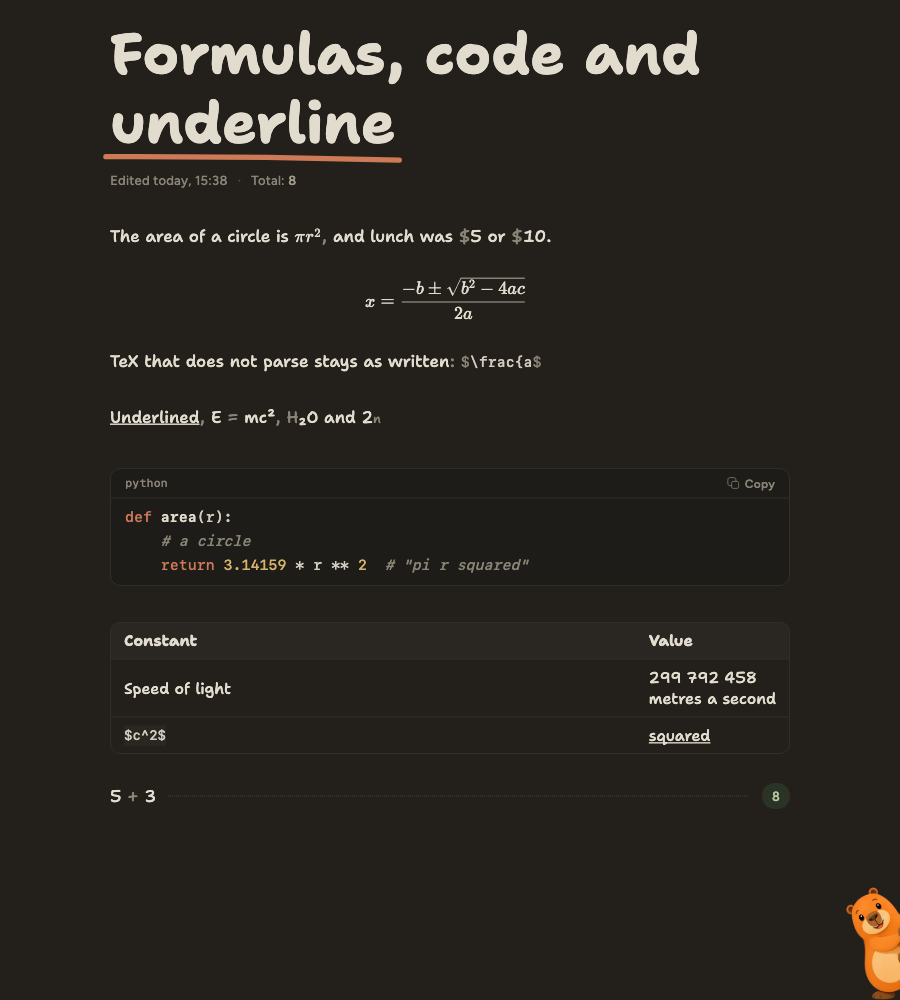 Formulas, code and
underline
Edited today, 15:38 · Total: 8
The area of a circle is πr², and lunch was $5 or $10.
x = (-b ± √(b² − 4ac)) / 2a
TeX that does not parse stays as written: $\frac{a$
Underlined, E = mc², H₂O and 2ₙ
python Copy
def area(r):
    # a circle
    return 3.14159 * r ** 2  # "pi r squared"
Constant Value
Speed of light 299 792 458
metres a second
$c^2$ squared
5 + 3 8